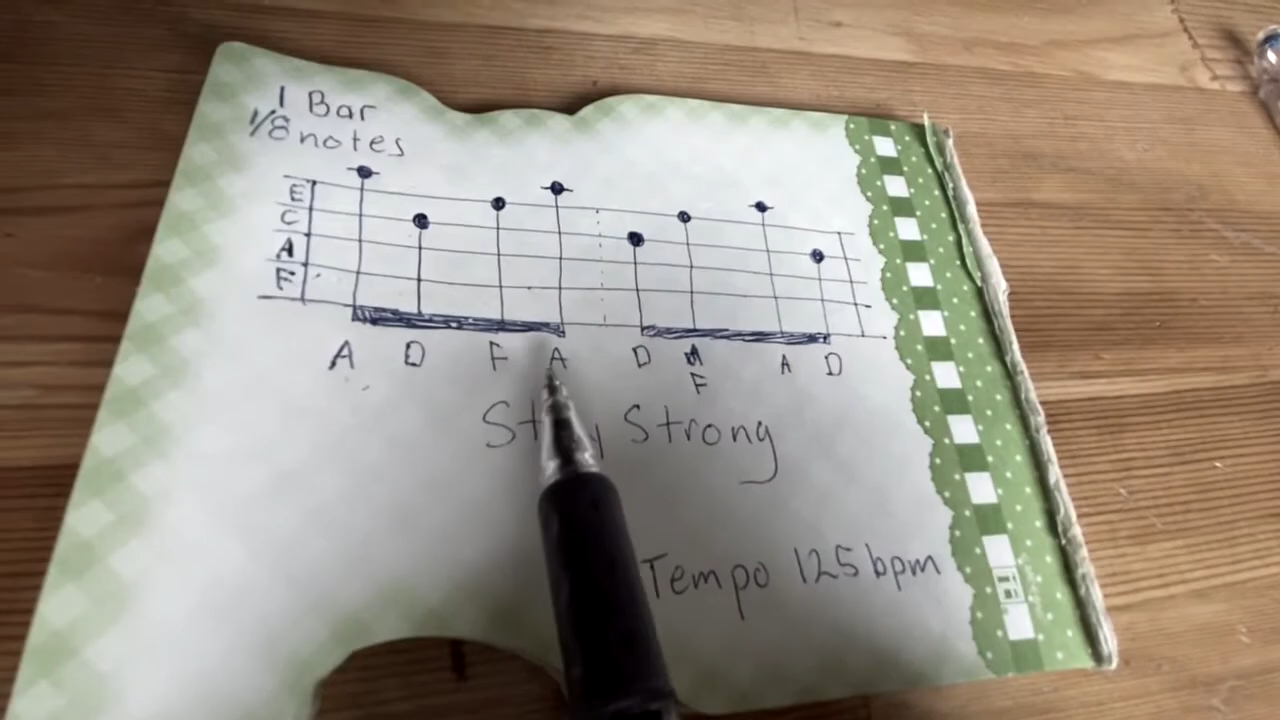 1 Bar
1/8 notes
E
C
A
F
A D F A D A A D
F
Strong
Tempo 125 bpm